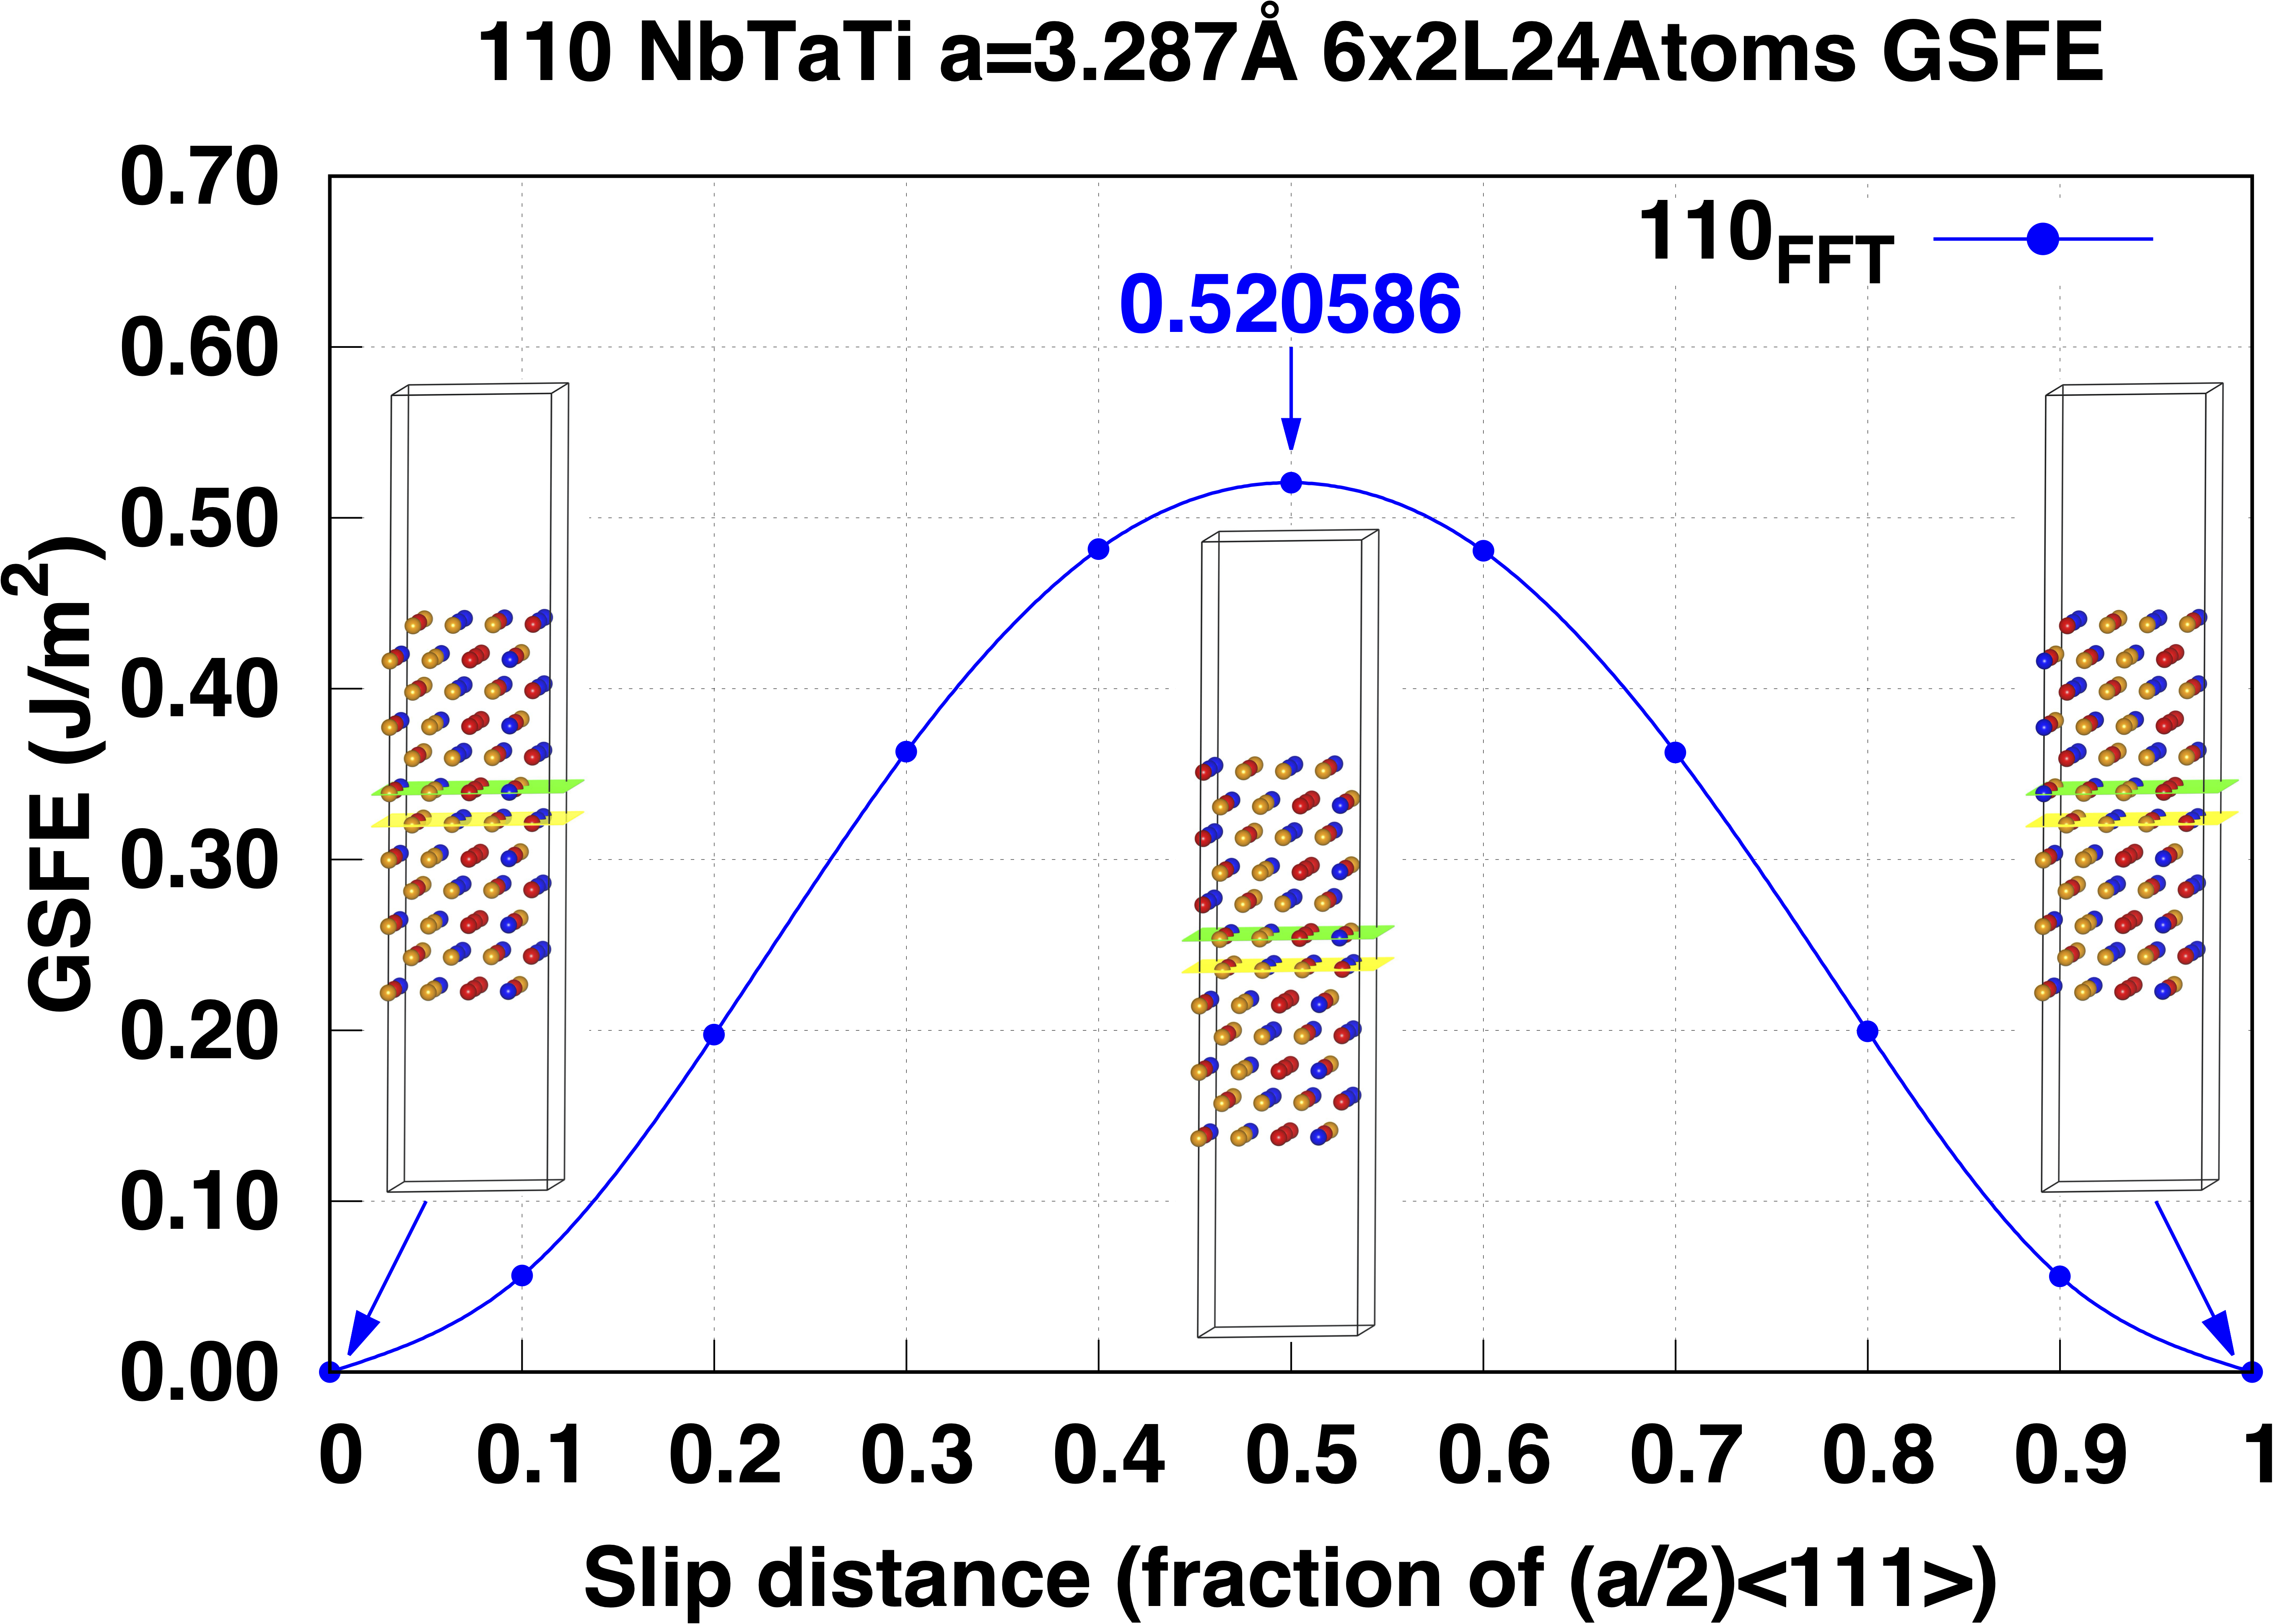 110 NbTaTi a=3.287Å 6x2L24Atoms GSFE
0.70
0.60
0.50
0.40
0.30
0.20
0.10
0.00
GSFE (J/m²)
110FFT
0.520586
0 0.1 0.2 0.3 0.4 0.5 0.6 0.7 0.8 0.9 1
Slip distance (fraction of (a/2)<111>)